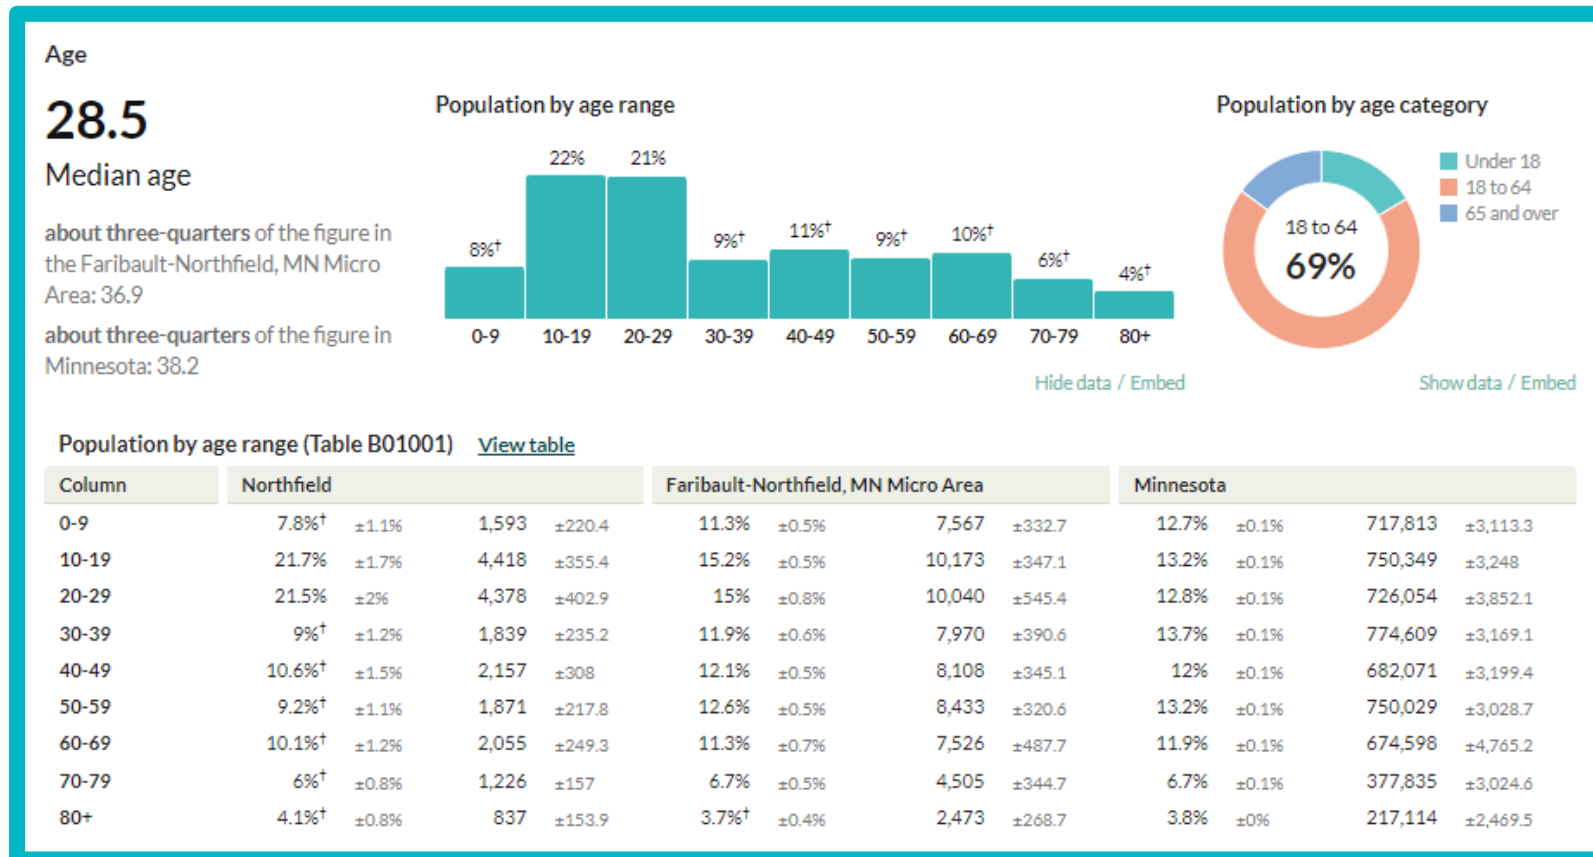 Age
28.5
Median age
about three-quarters of the figure in
the Faribault-Northfield, MN Micro
Area: 36.9
about three-quarters of the figure in
Minnesota: 38.2
Population by age range
22% 21%
8%† 9%† 11%† 9%† 10%† 6%† 4%†
0-9 10-19 20-29 30-39 40-49 50-59 60-69 70-79 80+
Hide data / Embed
Population by age category
Under 18
18 to 64
65 and over
18 to 64
69%
Show data / Embed
Population by age range (Table B01001) View table
Column Northfield Faribault-Northfield, MN Micro Area Minnesota
0-9 7.8%† ±1.1% 1,593 ±220.4 11.3% ±0.5% 7,567 ±332.7 12.7% ±0.1% 717,813 ±3,113.3
10-19 21.7% ±1.7% 4,418 ±355.4 15.2% ±0.5% 10,173 ±347.1 13.2% ±0.1% 750,349 ±3,248
20-29 21.5% ±2% 4,378 ±402.9 15% ±0.8% 10,040 ±545.4 12.8% ±0.1% 726,054 ±3,852.1
30-39 9%† ±1.2% 1,839 ±235.2 11.9% ±0.6% 7,970 ±390.6 13.7% ±0.1% 774,609 ±3,169.1
40-49 10.6%† ±1.5% 2,157 ±308 12.1% ±0.5% 8,108 ±345.1 12% ±0.1% 682,071 ±3,199.4
50-59 9.2%† ±1.1% 1,871 ±217.8 12.6% ±0.5% 8,433 ±320.6 13.2% ±0.1% 750,029 ±3,028.7
60-69 10.1%† ±1.2% 2,055 ±249.3 11.3% ±0.7% 7,526 ±487.7 11.9% ±0.1% 674,598 ±4,765.2
70-79 6%† ±0.8% 1,226 ±157 6.7% ±0.5% 4,505 ±344.7 6.7% ±0.1% 377,835 ±3,024.6
80+ 4.1%† ±0.8% 837 ±153.9 3.7%† ±0.4% 2,473 ±268.7 3.8% ±0% 217,114 ±2,469.5